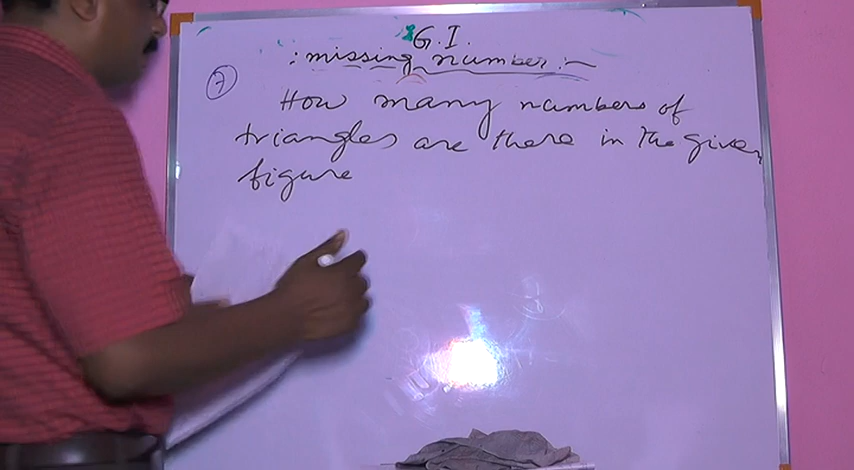 G.I.
: missing number :-
7
How many numbers of
triangles are there in the given
figure